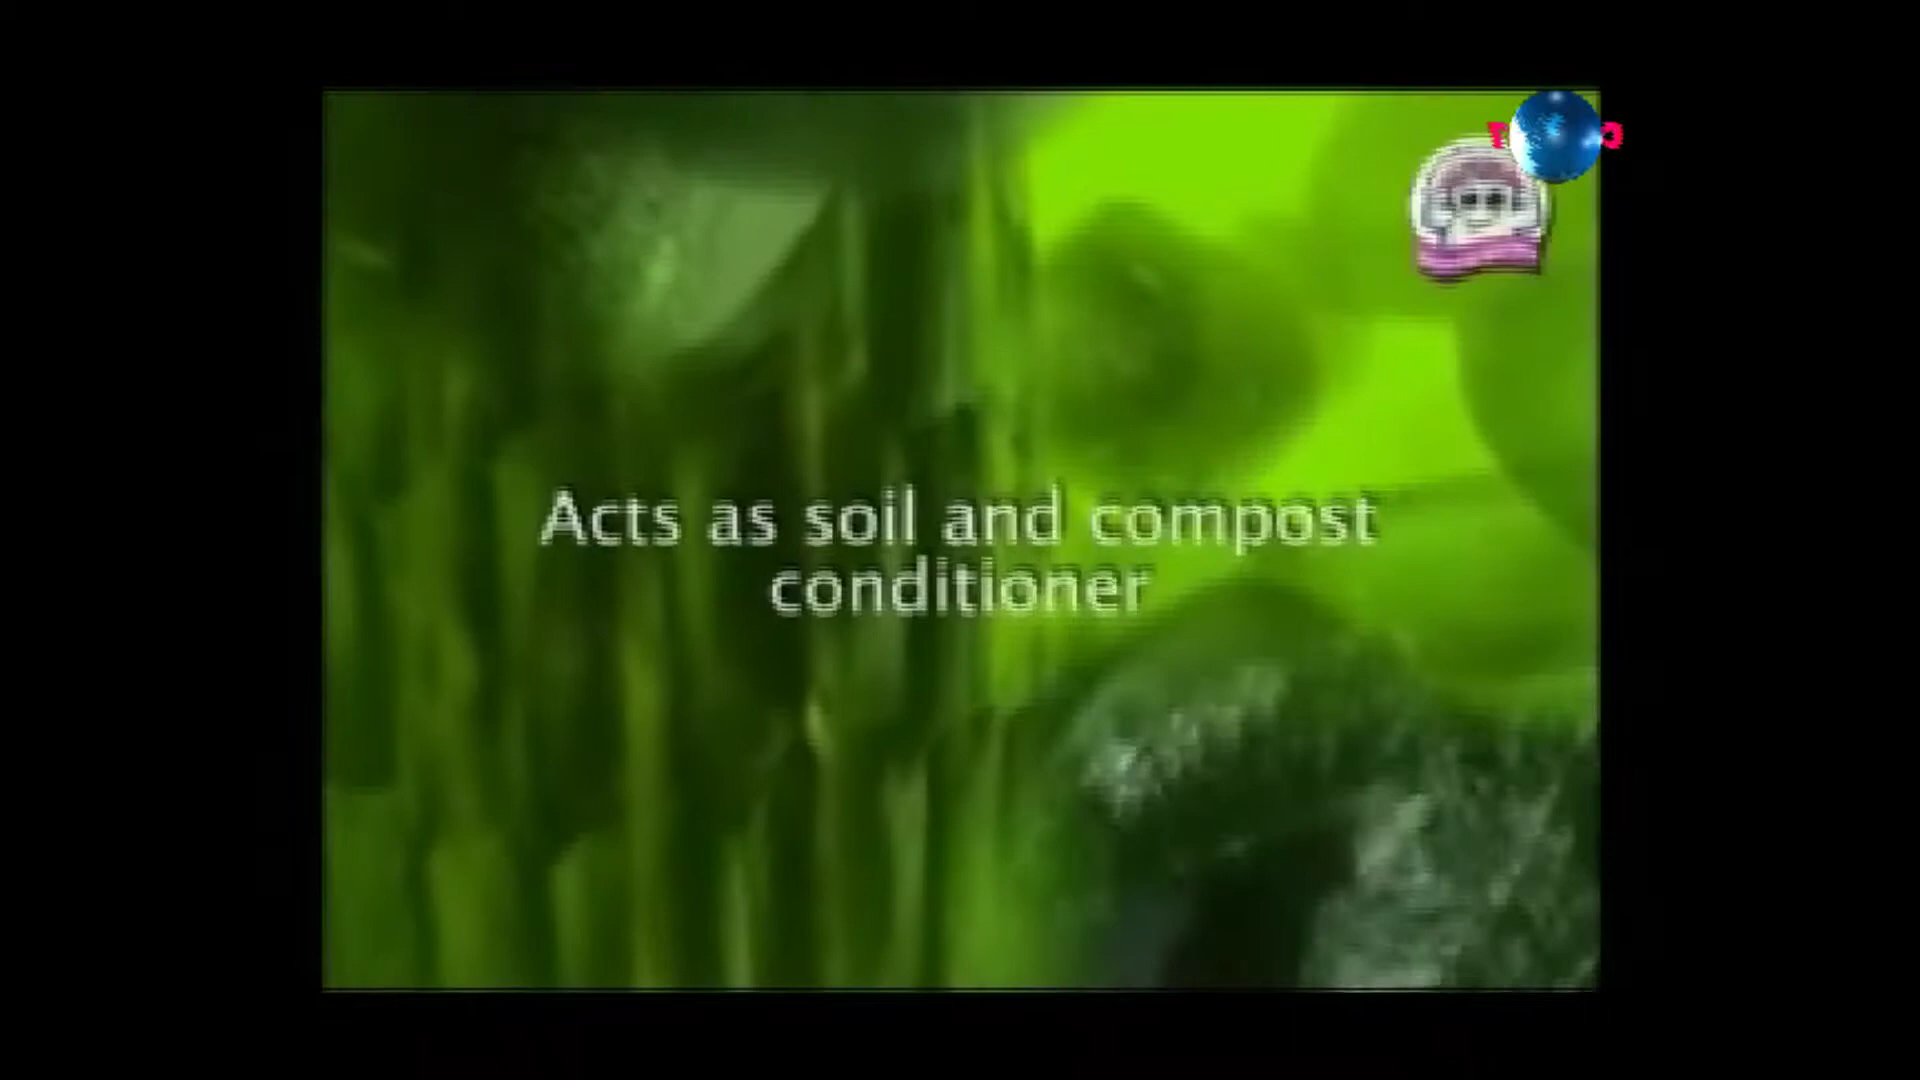 Acts as soil and compost
conditioner